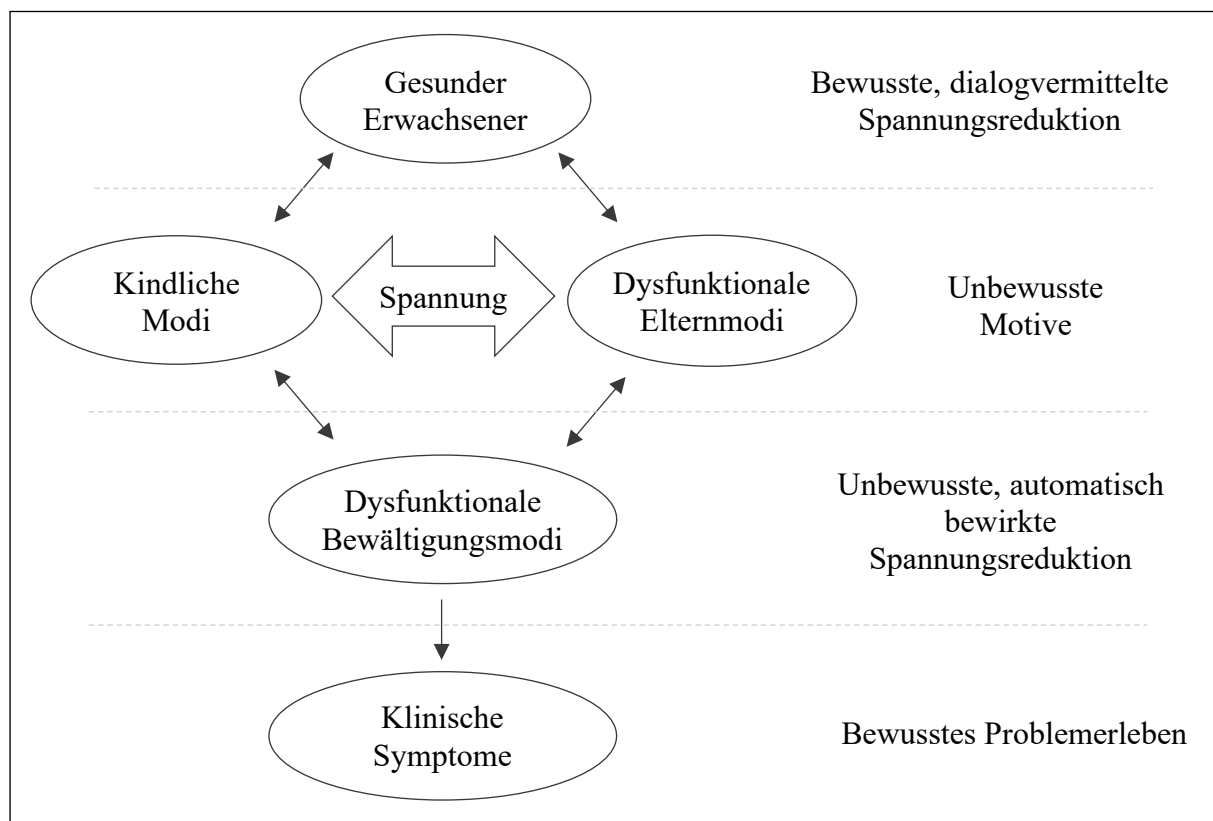 Gesunder
Erwachsener
Bewusste, dialogvermittelte
Spannungsreduktion
Kindliche
Modi
Spannung
Dysfunktionale
Elternmodi
Unbewusste
Motive
Dysfunktionale
Bewältigungsmodi
Unbewusste, automatisch
bewirkte
Spannungsreduktion
Klinische
Symptome
Bewusstes Problemerleben